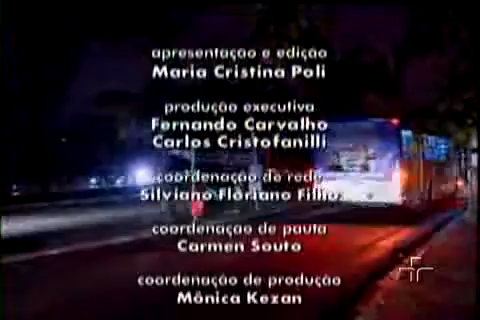 apresentação e edição
Maria Cristina Poli
produção executiva
Fernando Carvalho
Carlos Cristofanilli
coordenação de rede
Silviano Floriano Filho
coordenação de pauta
Carmen Souto
coordenação de produção
Mônica Kezan